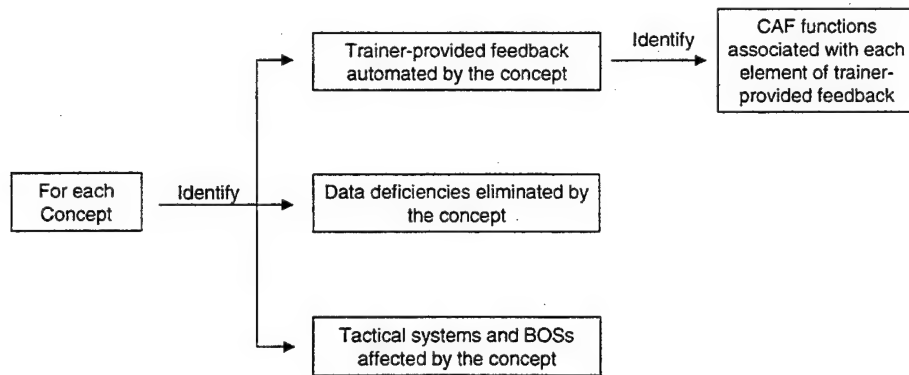 For each
Concept
Identify
Trainer-provided feedback
automated by the concept
Identify
CAF functions
associated with each
element of trainer-
provided feedback
Data deficiencies eliminated by
the concept
Tactical systems and BOSs
affected by the concept